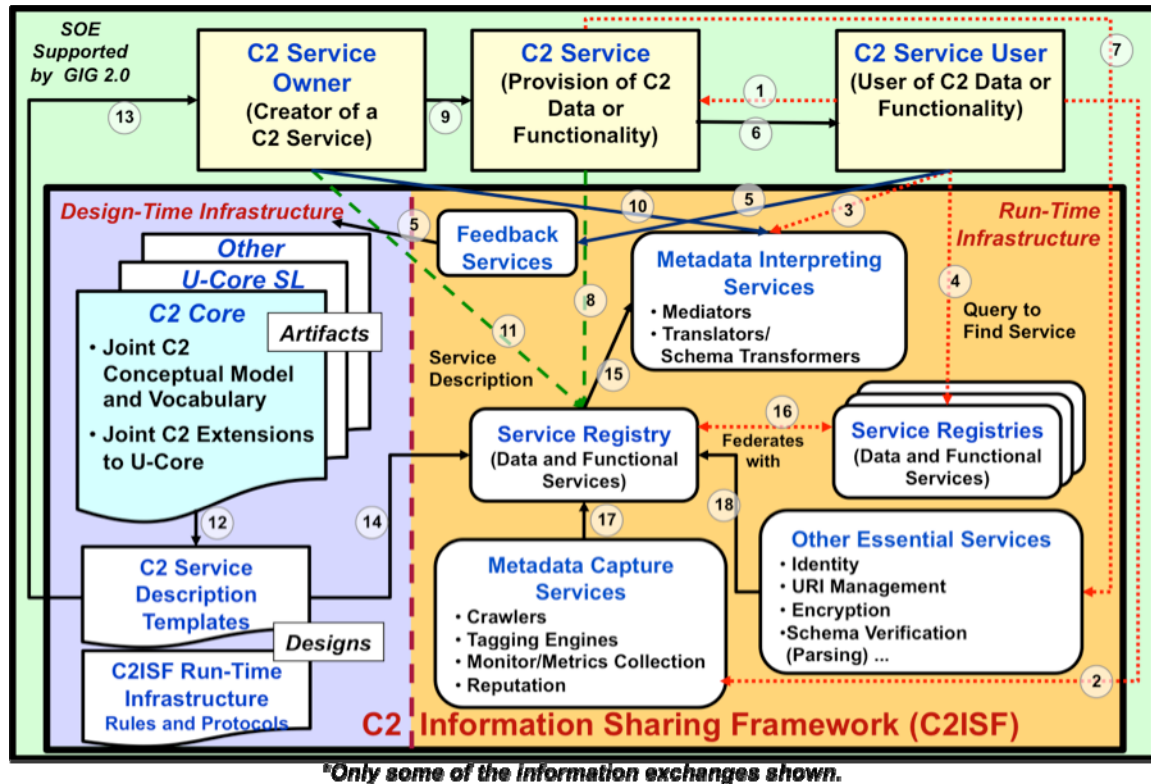 SOE
Supported
by GIG 2.0
C2 Service
Owner
(Creator of a
C2 Service)
C2 Service
(Provision of C2
Data or
Functionality)
C2 Service User
(User of C2 Data or
Functionality)
7
13
9
1
6
Design-Time Infrastructure
5
Feedback
Services
10
5
3
Run-Time
Infrastructure
Metadata Interpreting
Services
• Mediators
• Translators/
Schema Transformers
4
Query to
Find Service
8
11
Service
Description
15
Other
U-Core SL
C2 Core
Artifacts
• Joint C2
Conceptual Model
and Vocabulary
• Joint C2 Extensions
to U-Core
Service Registry
(Data and Functional
Services)
16
Federates
with
Service Registries
(Data and Functional
Services)
12
14
17
18
C2 Service
Description
Templates
Designs
C2ISF Run-Time
Infrastructure
Rules and Protocols
Metadata Capture
Services
• Crawlers
• Tagging Engines
• Monitor/Metrics Collection
• Reputation
Other Essential Services
• Identity
• URI Management
• Encryption
•Schema Verification
(Parsing) ...
2
C2 Information Sharing Framework (C2ISF)
*Only some of the information exchanges shown.